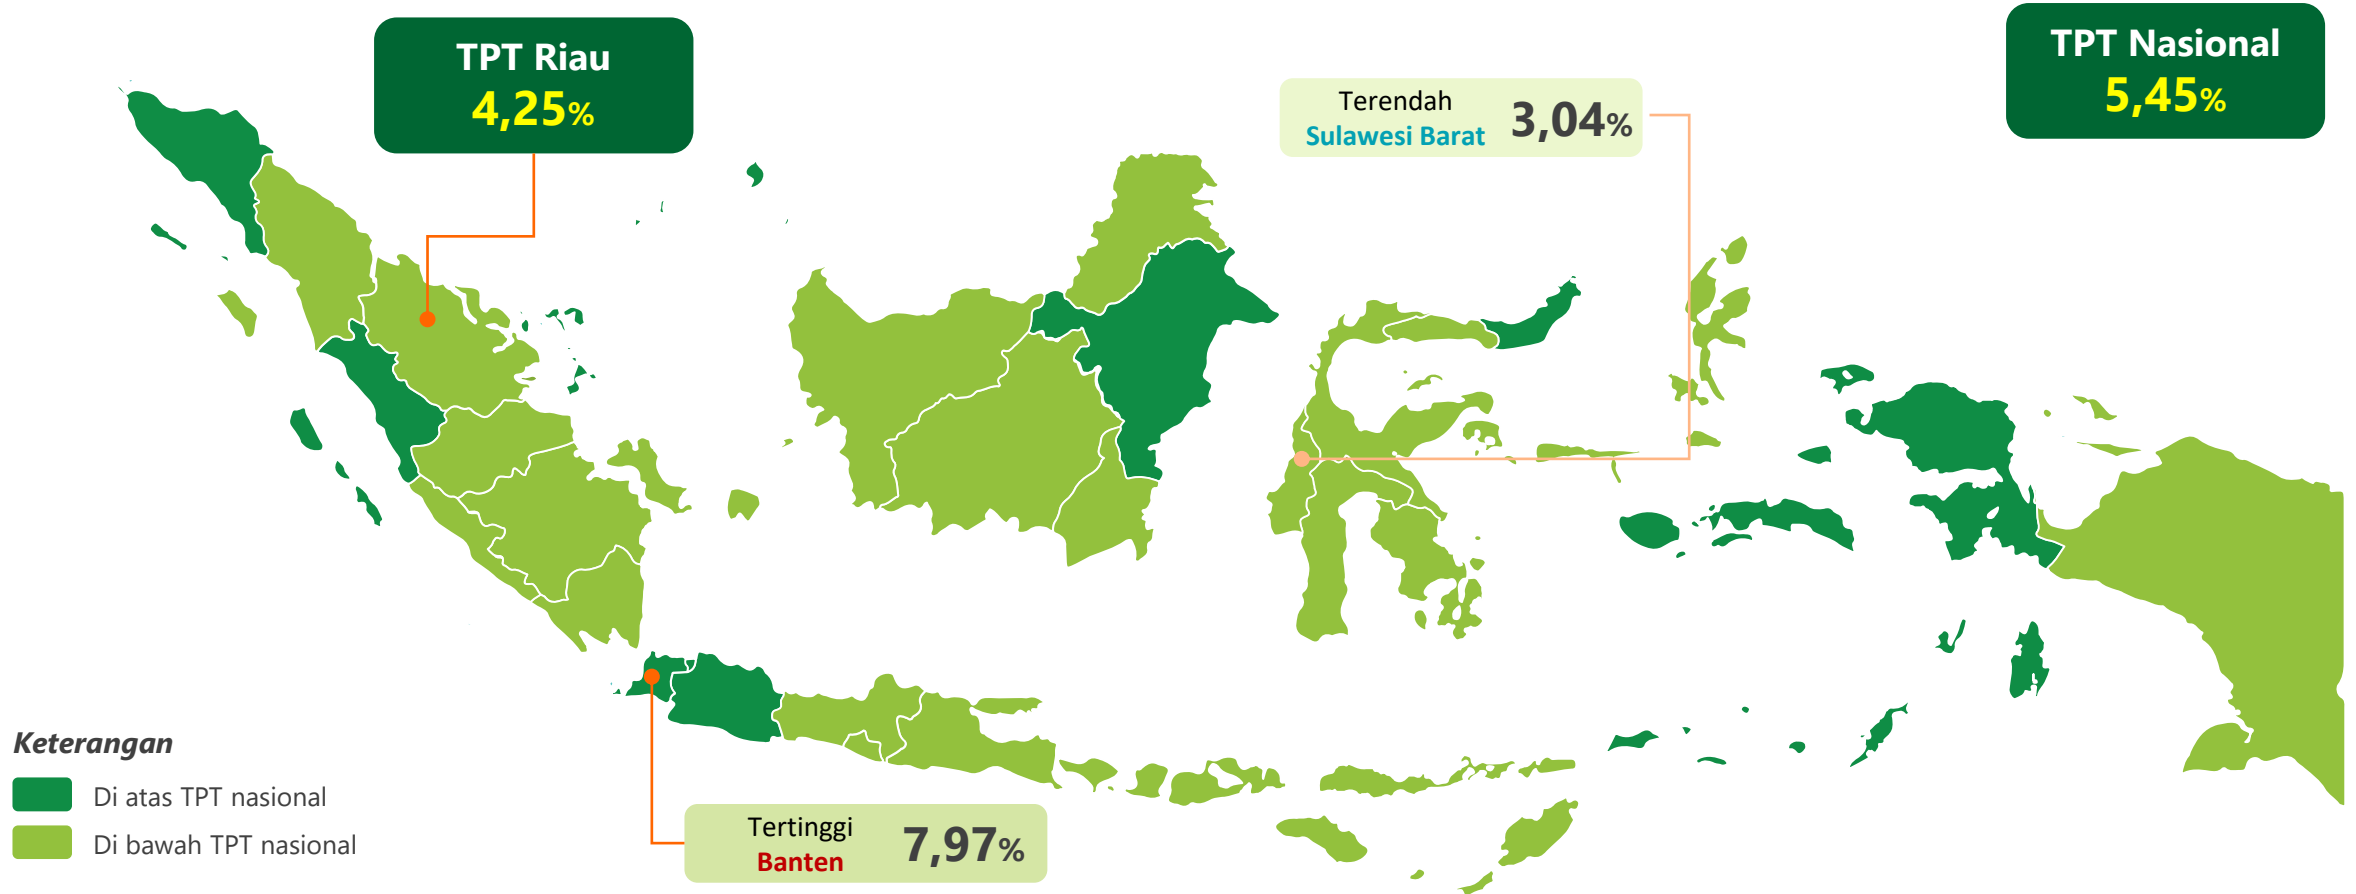 TPT Riau
4,25%
Terendah
Sulawesi Barat
3,04%
TPT Nasional
5,45%
Keterangan
Di atas TPT nasional
Di bawah TPT nasional
Tertinggi
Banten
7,97%